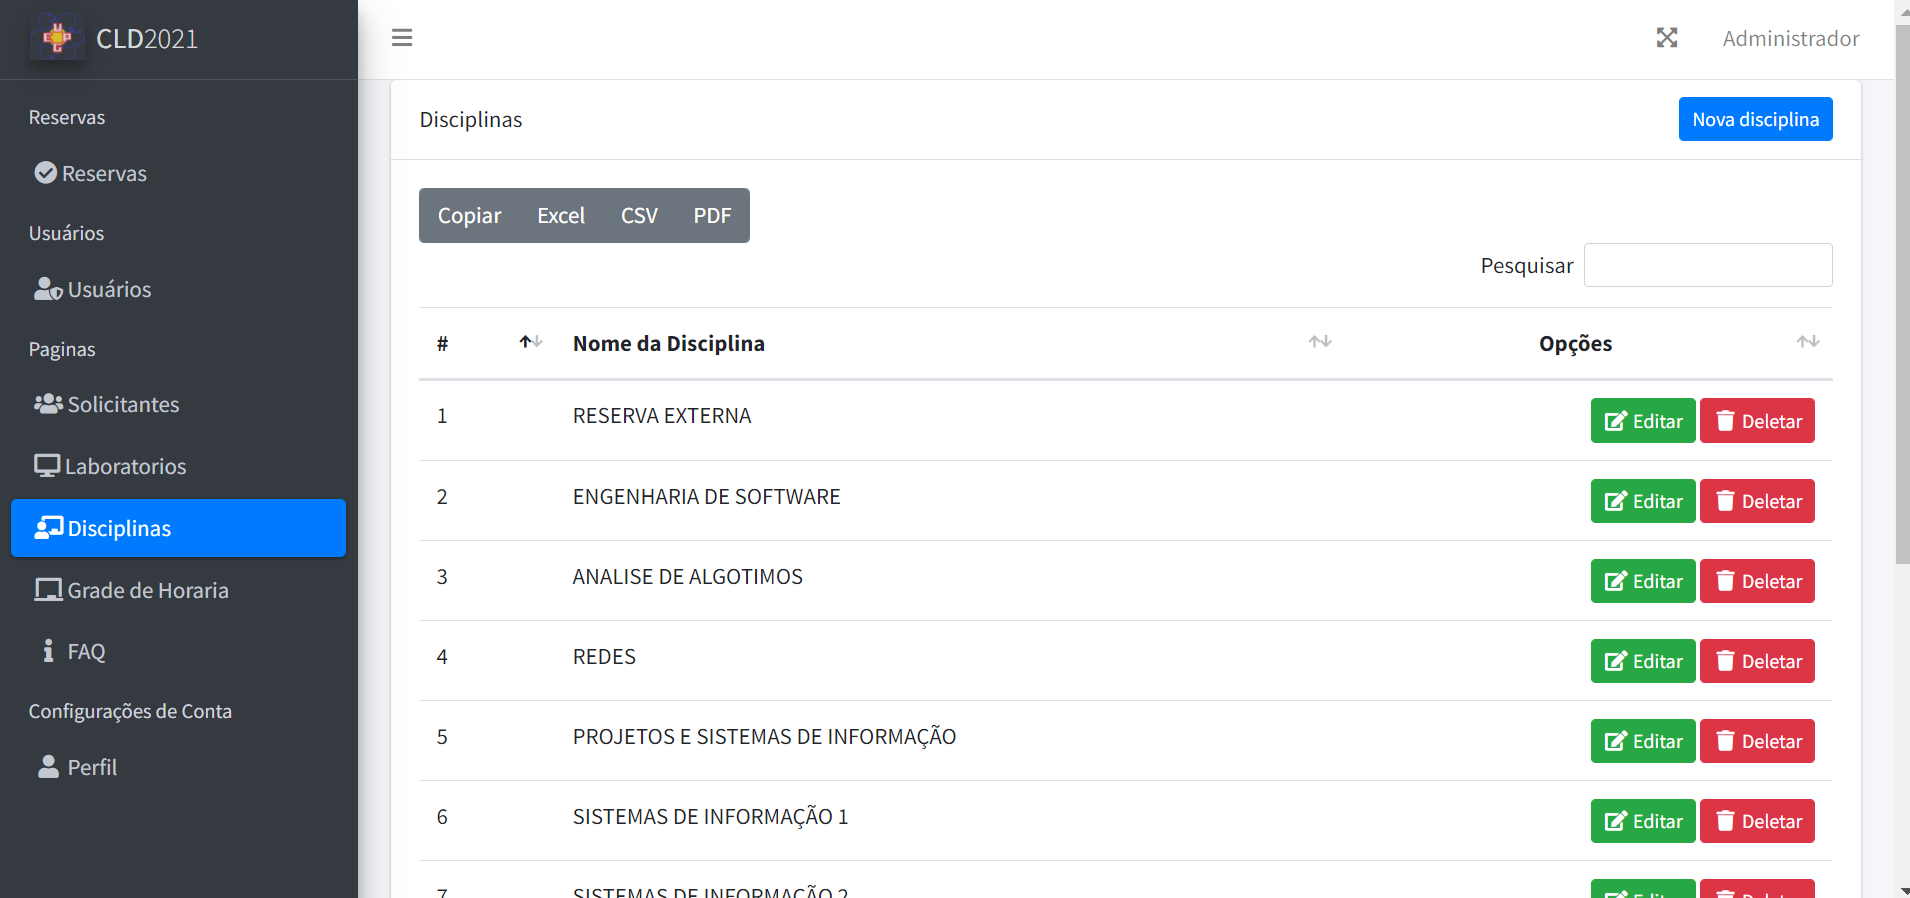 CLD2021
Administrador
Reservas
Reservas
Usuários
Usuários
Paginas
Solicitantes
Laboratorios
Disciplinas
Grade de Horaria
FAQ
Configurações de Conta
Perfil
Disciplinas
Nova disciplina
Copiar Excel CSV PDF
Pesquisar
# Nome da Disciplina Opções
1 RESERVA EXTERNA Editar Deletar
2 ENGENHARIA DE SOFTWARE Editar Deletar
3 ANALISE DE ALGOTIMOS Editar Deletar
4 REDES Editar Deletar
5 PROJETOS E SISTEMAS DE INFORMAÇÃO Editar Deletar
6 SISTEMAS DE INFORMAÇÃO 1 Editar Deletar
7 SISTEMAS DE INFORMAÇÃO 2 Editar Deletar